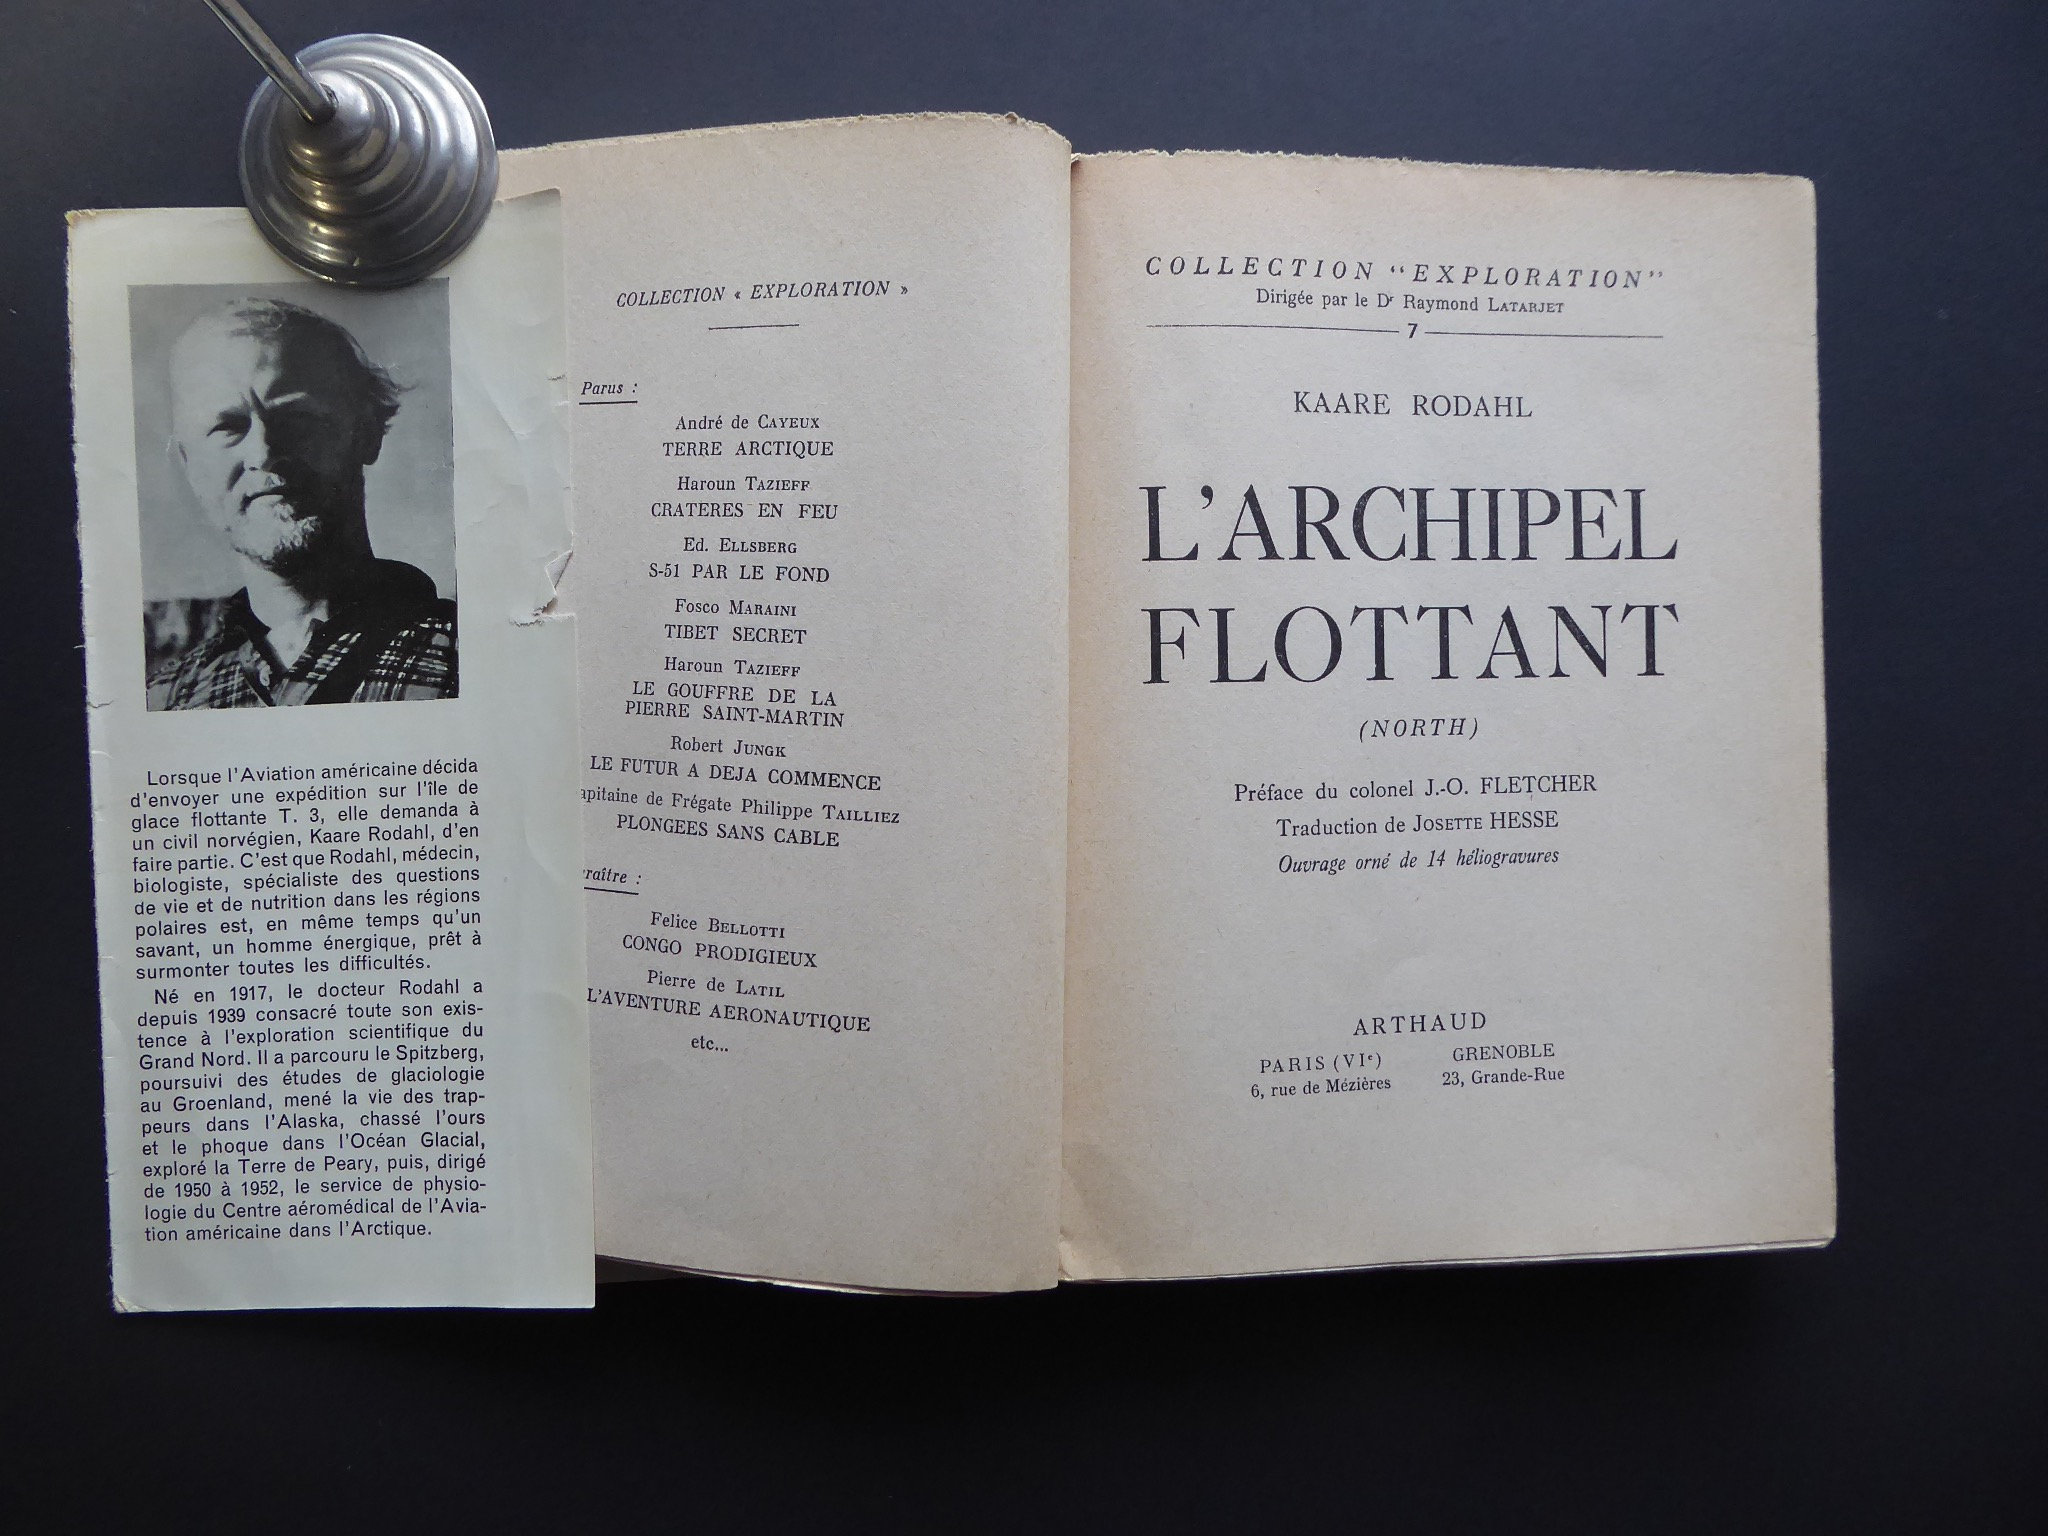 Lorsque l'Aviation américaine décida
d'envoyer une expédition sur l'île de
glace flottante T. 3, elle demanda à
un civil norvégien, Kaare Rodahl, d'en
faire partie. C'est que Rodahl, médecin,
biologiste, spécialiste des questions
de vie et de nutrition dans les régions
polaires est, en même temps qu'un
savant, un homme énergique, prêt à
surmonter toutes les difficultés.
Né en 1917, le docteur Rodahl a
depuis 1939 consacré toute son exis-
tence à l'exploration scientifique du
Grand Nord. Il a parcouru le Spitzberg,
poursuivi des études de glaciologie
au Groenland, mené la vie des trap-
peurs dans l'Alaska, chassé l'ours
et le phoque dans l'Océan Glacial,
exploré la Terre de Peary, puis, dirigé
de 1950 à 1952, le service de physio-
logie du Centre aéromédical de l'Avia-
tion américaine dans l'Arctique.
COLLECTION « EXPLORATION »
Parus :
André de CAYEUX
TERRE ARCTIQUE
Haroun TAZIEFF
CRATERES EN FEU
Ed. ELLSBERG
S-51 PAR LE FOND
Fosco MARAINI
TIBET SECRET
Haroun TAZIEFF
LE GOUFFRE DE LA
PIERRE SAINT-MARTIN
Robert JUNGK
LE FUTUR A DEJA COMMENCE
apitaine de Frégate Philippe TAILLIEZ
PLONGEES SANS CABLE
raître :
Felice BELLOTTI
CONGO PRODIGIEUX
Pierre de LATIL
L'AVENTURE AERONAUTIQUE
etc...
COLLECTION "EXPLORATION"
Dirigée par le Dr Raymond LATARJET
7
KAARE RODAHL
L'ARCHIPEL
FLOTTANT
(NORTH)
Préface du colonel J.-O. FLETCHER
Traduction de JOSETTE HESSE
Ouvrage orné de 14 héliogravures
ARTHAUD
PARIS (VIe) GRENOBLE
6, rue de Mézières 23, Grande-Rue